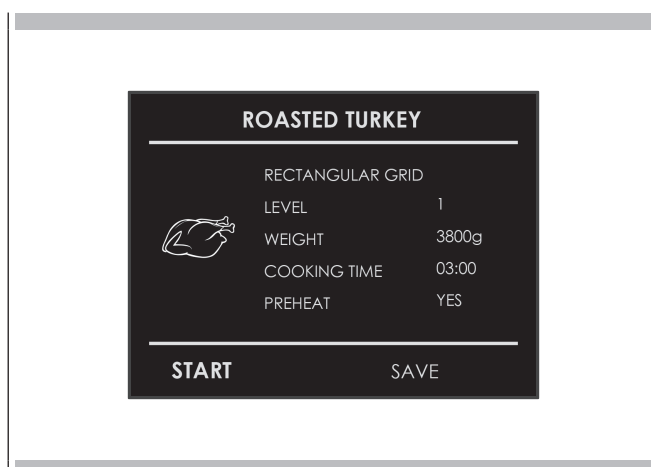 ROASTED TURKEY
RECTANGULAR GRID
LEVEL 1
WEIGHT 3800g
COOKING TIME 03:00
PREHEAT YES
START SAVE